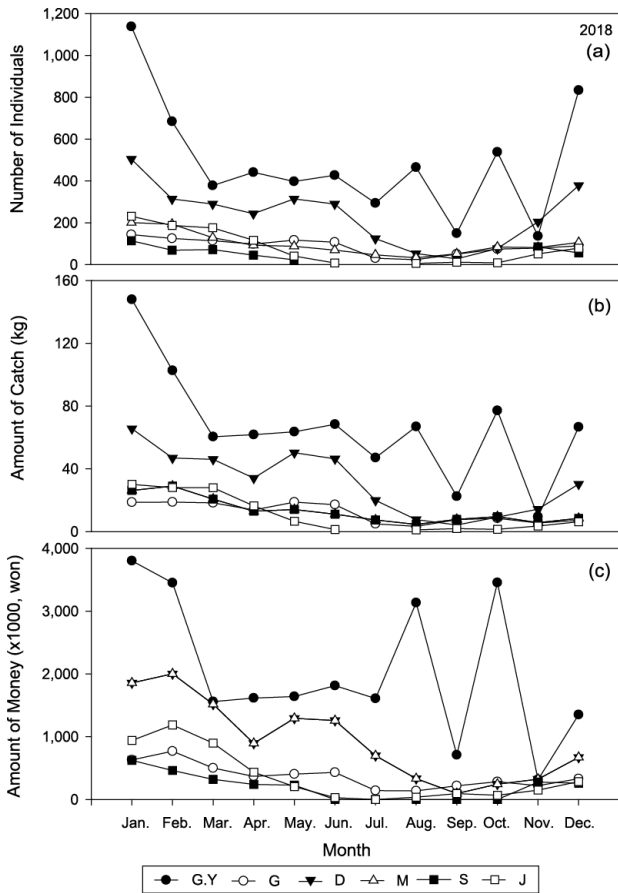 2018
(a)
1,200
1,000
800
600
400
200
0
Number of Individuals
(b)
160
120
80
40
0
Amount of Catch (kg)
(c)
4,000
3,000
2,000
1,000
0
Amount of Money (x1000, won)
Jan. Feb. Mar. Apr. May. Jun. Jul. Aug. Sep. Oct. Nov. Dec.
Month
G.Y G D M S J